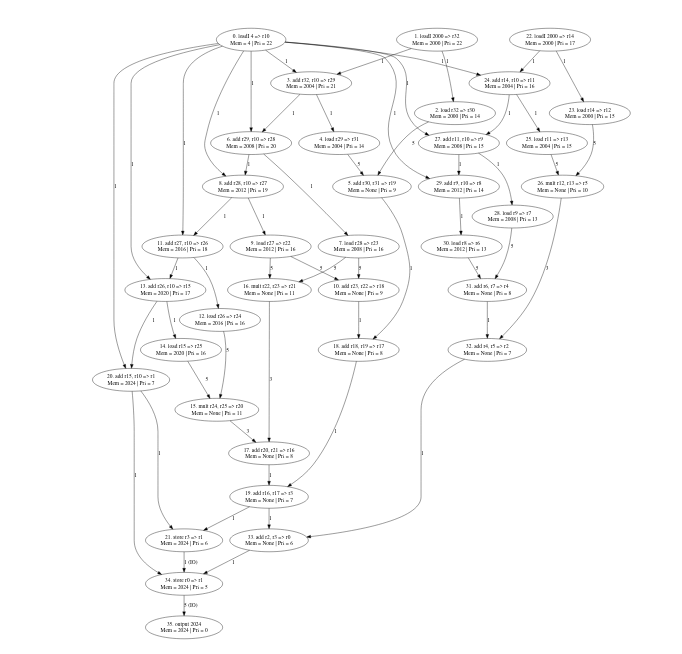 0. loadI 4 => r10
Mem = 4 | Pri = 22
1. loadI 2000 => r32
Mem = 2000 | Pri = 22
22. loadI 2000 => r14
Mem = 2000 | Pri = 17
1
1
1
1
1
3. add r32, r10 => r29
Mem = 2004 | Pri = 21
24. add r14, r10 => r11
Mem = 2004 | Pri = 16
1
1
1
1
1
1
1
1
1
2. load r32 => r30
Mem = 2000 | Pri = 14
23. load r14 => r12
Mem = 2000 | Pri = 15
6. add r29, r10 => r28
Mem = 2008 | Pri = 20
4. load r29 => r31
Mem = 2004 | Pri = 14
27. add r11, r10 => r9
Mem = 2008 | Pri = 15
25. load r11 => r13
Mem = 2004 | Pri = 15
5
5
1
1
5
1
1
5
8. add r28, r10 => r27
Mem = 2012 | Pri = 19
5. add r30, r31 => r19
Mem = None | Pri = 9
29. add r9, r10 => r8
Mem = 2012 | Pri = 14
26. mult r12, r13 => r5
Mem = None | Pri = 10
1
1
1
1
1
28. load r9 => r7
Mem = 2008 | Pri = 13
11. add r27, r10 => r26
Mem = 2016 | Pri = 18
9. load r27 => r22
Mem = 2012 | Pri = 16
7. load r28 => r23
Mem = 2008 | Pri = 16
30. load r8 => r6
Mem = 2012 | Pri = 13
5
1
1
5
5
5
5
5
1
3
13. add r26, r10 => r15
Mem = 2020 | Pri = 17
16. mult r22, r23 => r21
Mem = None | Pri = 11
10. add r23, r22 => r18
Mem = None | Pri = 9
31. add r6, r7 => r4
Mem = None | Pri = 8
12. load r26 => r24
Mem = 2016 | Pri = 16
1
1
1
1
14. load r15 => r25
Mem = 2020 | Pri = 16
18. add r18, r19 => r17
Mem = None | Pri = 8
32. add r4, r5 => r2
Mem = None | Pri = 7
5
5
3
20. add r15, r10 => r1
Mem = 2024 | Pri = 7
15. mult r24, r25 => r20
Mem = None | Pri = 11
3
1
17. add r20, r21 => r16
Mem = None | Pri = 8
1
1
1
1
19. add r16, r17 => r3
Mem = None | Pri = 7
1
1
21. store r3 => r1
Mem = 2024 | Pri = 6
33. add r2, r3 => r0
Mem = None | Pri = 6
1 (IO)
1
34. store r0 => r1
Mem = 2024 | Pri = 5
5 (IO)
35. output 2024
Mem = 2024 | Pri = 0